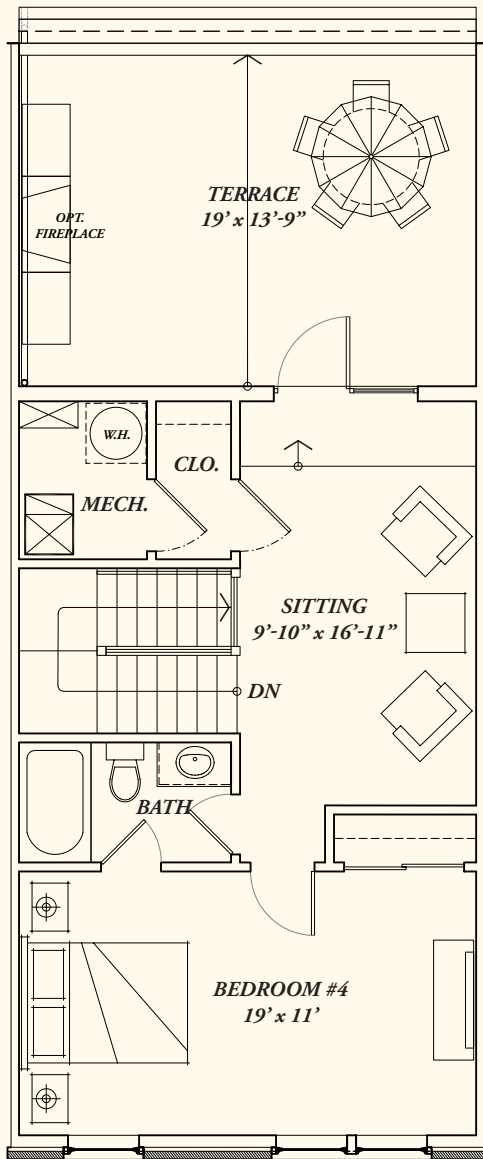 TERRACE
19’ x 13’-9”
OPT.
FIREPLACE
W.H.
CLO.
MECH.
SITTING
9’-10” x 16’-11”
DN
BATH
BEDROOM #4
19’ x 11’